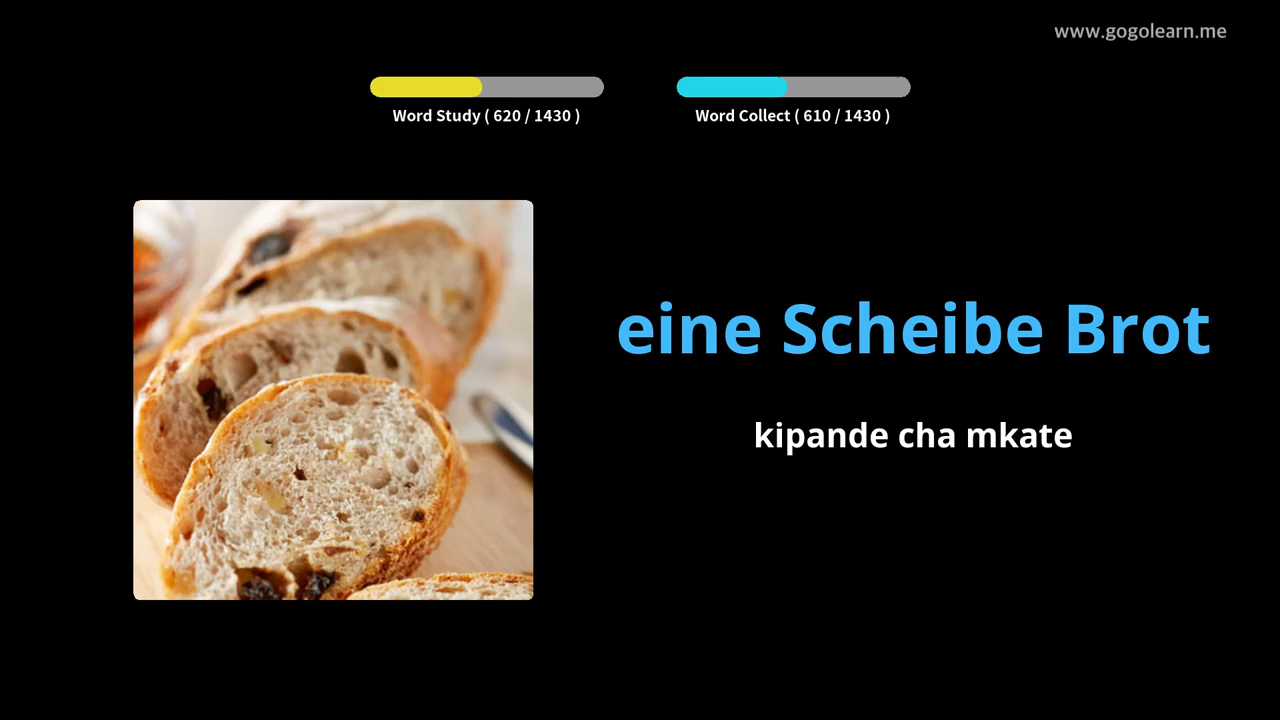 www.gogolearn.me
Word Study ( 620 / 1430 )
Word Collect ( 610 / 1430 )
eine Scheibe Brot
kipande cha mkate